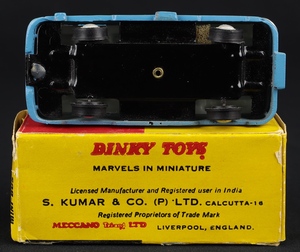 DINKY TOYS
MARVELS IN MINIATURE
Licensed Manufacturer and Registered user in India
S. KUMAR & CO. (P) LTD. CALCUTTA-16
Registered Proprietors of Trade Mark
MECCANO (Toys) LTD LIVERPOOL, ENGLAND.